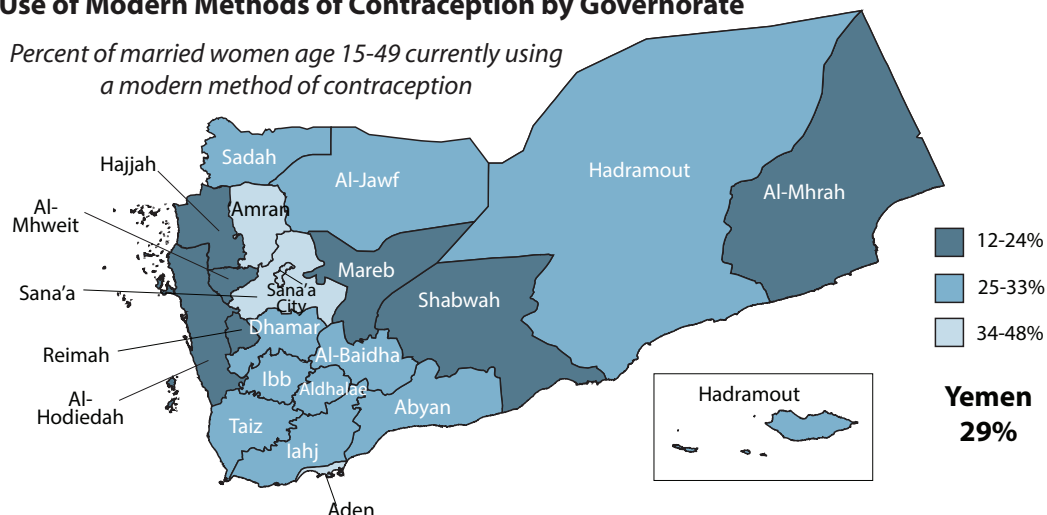 Use of Modern Methods of Contraception by Governorate
Percent of married women age 15-49 currently using
a modern method of contraception
Sadah
Hajjah
Al-Jawf
Hadramout
Al-Mhrah
Amran
Al-
Mhweit
Mareb
Sana'a
Sana'a
City
Shabwah
Dhamar
Reimah
Al-Baidha
Ibb
Aldhalae
Al-
Hodiedah
Abyan
Taiz
lahj
Aden
12-24%
25-33%
34-48%
Hadramout
Yemen
29%